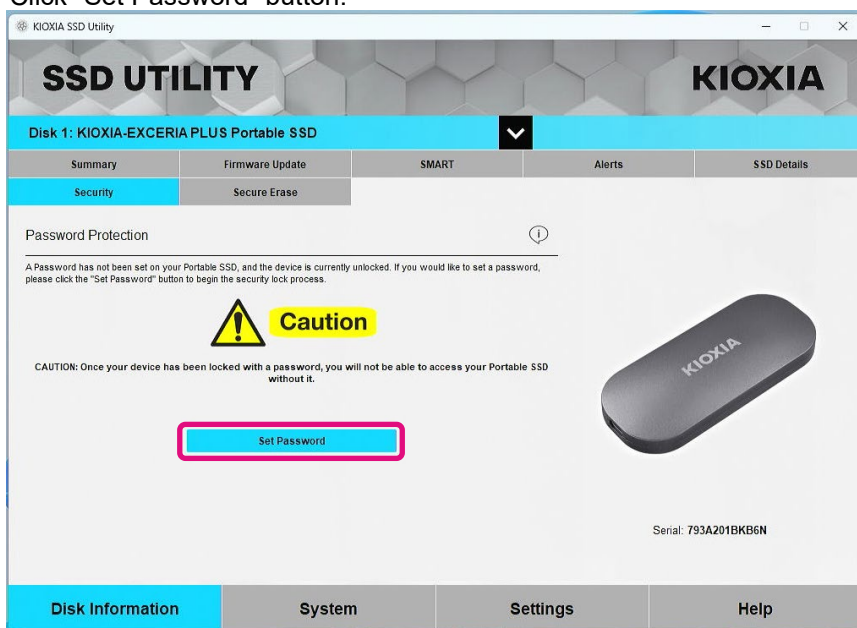 Click "Set Password" button.
KIOXIA SSD Utility
SSD UTILITY
KIOXIA
Disk 1: KIOXIA-EXCERIA PLUS Portable SSD
Summary
Firmware Update
SMART
Alerts
SSD Details
Security
Secure Erase
Password Protection
A Password has not been set on your Portable SSD, and the device is currently unlocked. If you would like to set a password,
please click the "Set Password" button to begin the security lock process.
Caution
CAUTION: Once your device has been locked with a password, you will not be able to access your Portable SSD
without it.
KIOXIA
Set Password
Serial: 793A201BKB6N
Disk Information
System
Settings
Help